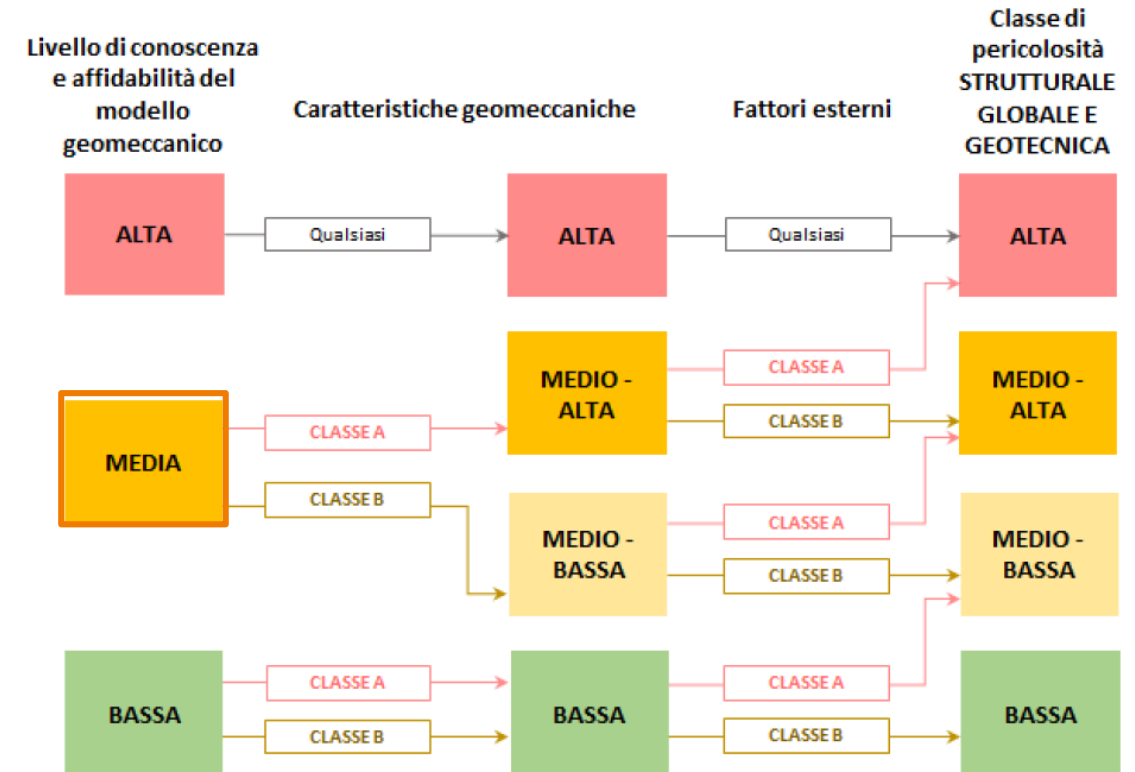 Livello di conoscenza
e affidabilità del
modello
geomeccanico
Caratteristiche geomeccaniche
Fattori esterni
Classe di
pericolosità
STRUTTURALE
GLOBALE E
GEOTECNICA
ALTA
Qualsiasi
ALTA
Qualsiasi
ALTA
MEDIA
CLASSE A
CLASSE B
MEDIO -
ALTA
CLASSE A
CLASSE B
MEDIO -
ALTA
MEDIO -
BASSA
CLASSE A
CLASSE B
MEDIO -
BASSA
BASSA
CLASSE A
CLASSE B
BASSA
CLASSE A
CLASSE B
BASSA